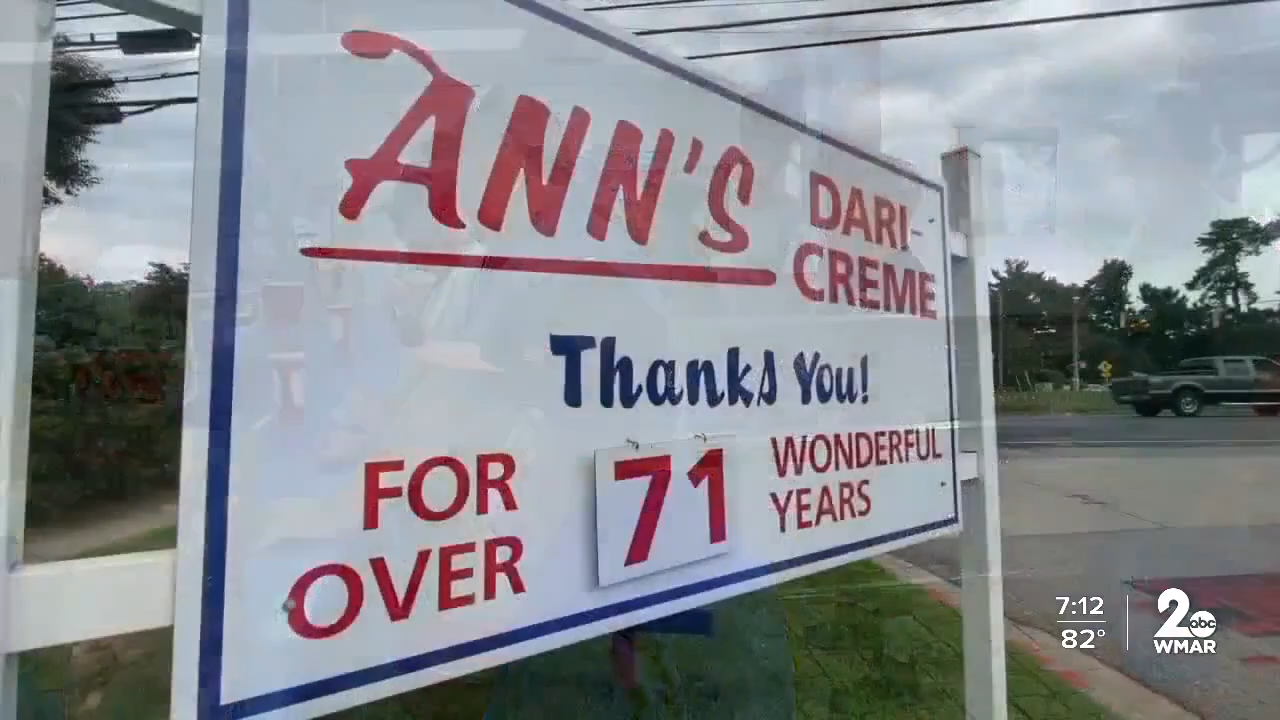 ANN'S
DARI-
CREME
Thanks You!
FOR
OVER
71
WONDERFUL
YEARS
7:12
82°
2 abc
WMAR